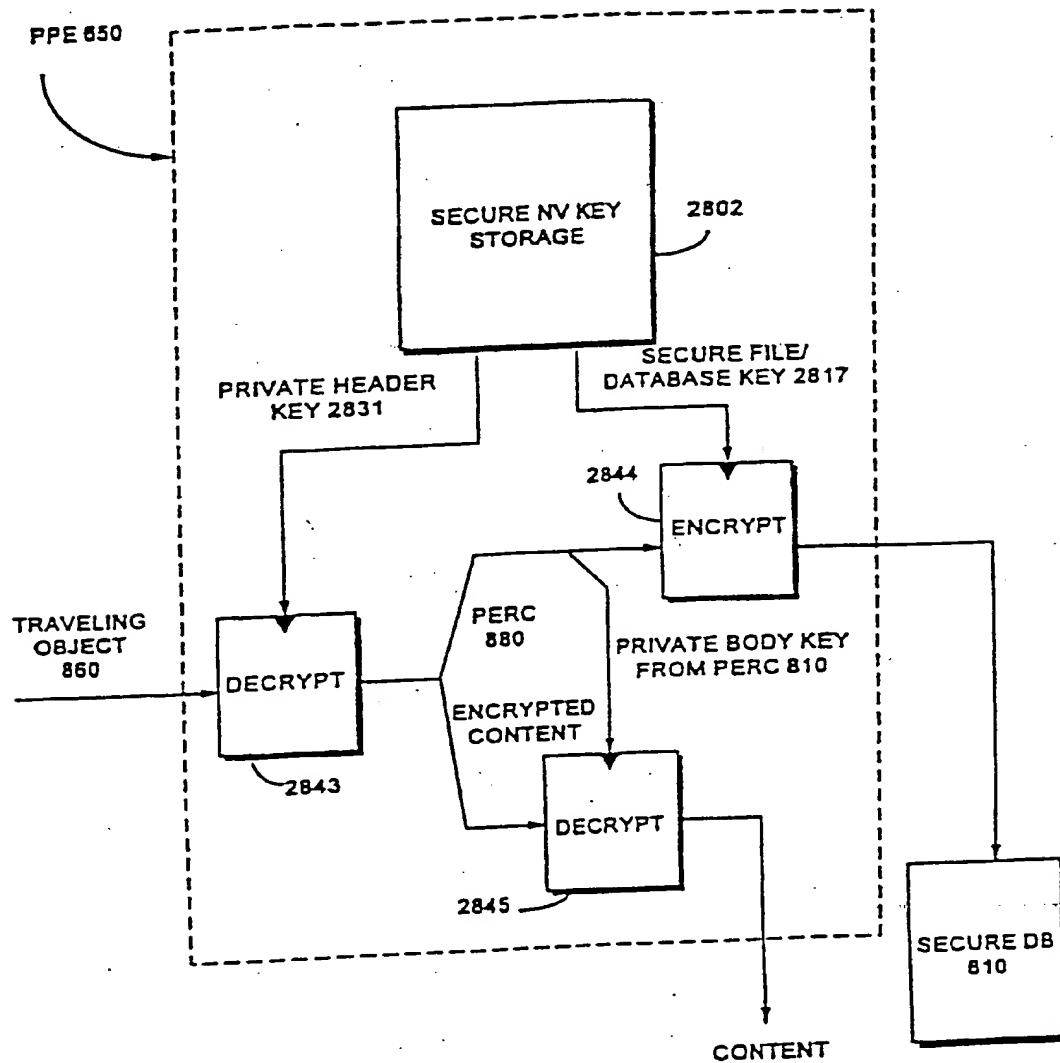 PPE 650
SECURE NV KEY
STORAGE
2802
PRIVATE HEADER
KEY 2831
SECURE FILE/
DATABASE KEY 2817
2844
ENCRYPT
TRAVELING
OBJECT
860
DECRYPT
2843
PERC
880
PRIVATE BODY KEY
FROM PERC 810
ENCRYPTED
CONTENT
DECRYPT
2845
SECURE DB
610
CONTENT